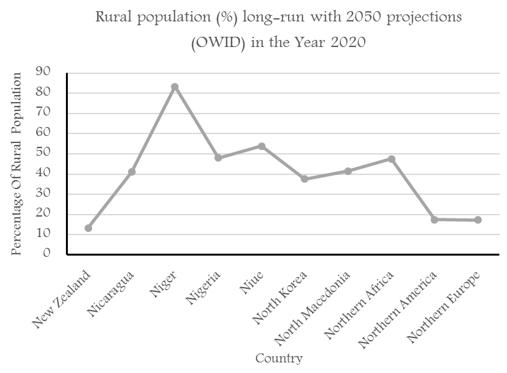 Rural population (%) long-run with 2050 projections
(OWID) in the Year 2020
Percentage Of Rural Population
90
80
70
60
50
40
30
20
10
0
New Zealand
Nicaragua
Niger
Nigeria
Niue
North Korea
North Macedonia
Northern Africa
Northern America
Northern Europe
Country